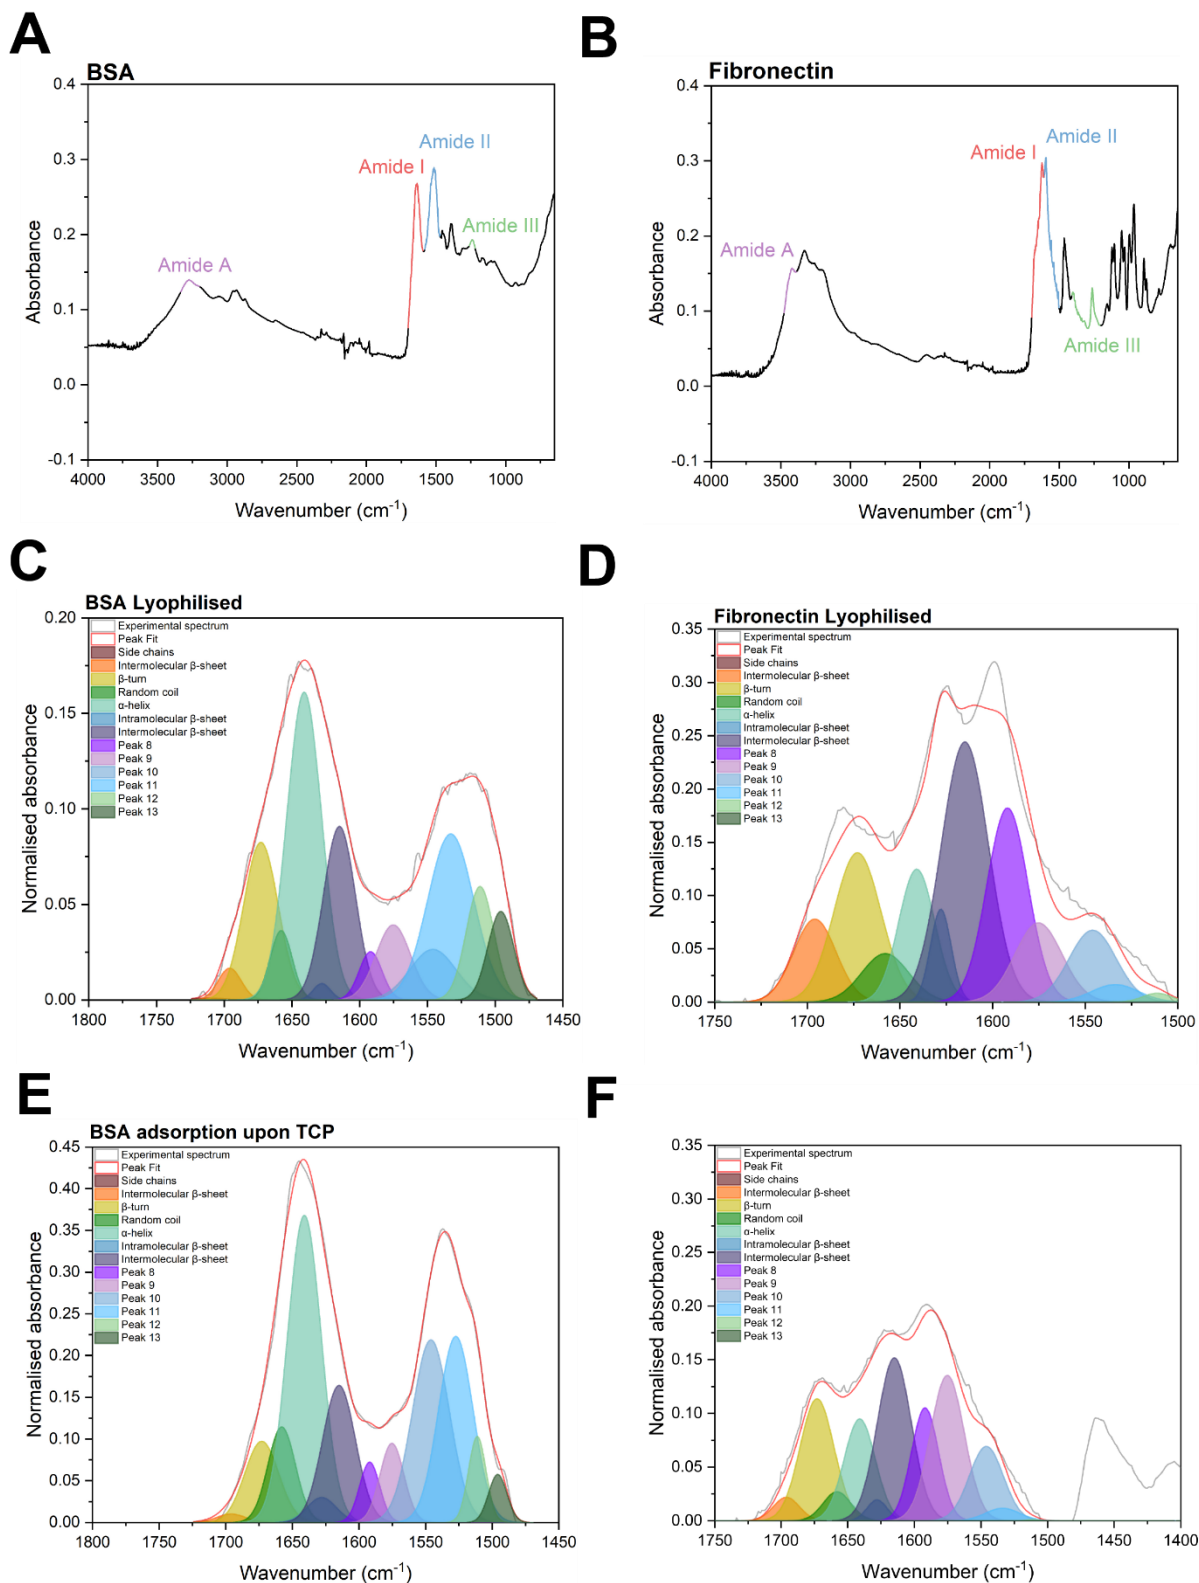 A
BSA
0.4
0.3
0.2
0.1
0.0
-0.1
Absorbance
Amide A
Amide I
Amide II
Amide III
4000 3500 3000 2500 2000 1500 1000
Wavenumber (cm⁻¹)
B
Fibronectin
0.4
0.3
0.2
0.1
0.0
-0.1
Absorbance
Amide A
Amide I
Amide II
Amide III
4000 3500 3000 2500 2000 1500 1000
Wavenumber (cm⁻¹)
C
BSA Lyophilised
0.20
0.15
0.10
0.05
0.00
Normalised absorbance
Experimental spectrum
Peak Fit
Side chains
Intermolecular β-sheet
β-turn
Random coil
α-helix
Intramolecular β-sheet
Intermolecular β-sheet
Peak 8
Peak 9
Peak 10
Peak 11
Peak 12
Peak 13
1800 1750 1700 1650 1600 1550 1500 1450
Wavenumber (cm⁻¹)
D
Fibronectin Lyophilised
0.35
0.30
0.25
0.20
0.15
0.10
0.05
0.00
Normalised absorbance
Experimental spectrum
Peak Fit
Side chains
Intermolecular β-sheet
β-turn
Random coil
α-helix
Intramolecular β-sheet
Intermolecular β-sheet
Peak 8
Peak 9
Peak 10
Peak 11
Peak 12
Peak 13
1750 1700 1650 1600 1550 1500
Wavenumber (cm⁻¹)
E
BSA adsorption upon TCP
0.45
0.40
0.35
0.30
0.25
0.20
0.15
0.10
0.05
0.00
Normalised absorbance
Experimental spectrum
Peak Fit
Side chains
Intermolecular β-sheet
β-turn
Random coil
α-helix
Intramolecular β-sheet
Intermolecular β-sheet
Peak 8
Peak 9
Peak 10
Peak 11
Peak 12
Peak 13
1800 1750 1700 1650 1600 1550 1500 1450
Wavenumber (cm⁻¹)
F
0.35
0.30
0.25
0.20
0.15
0.10
0.05
0.00
Normalised absorbance
Experimental spectrum
Peak Fit
Side chains
Intermolecular β-sheet
β-turn
Random coil
α-helix
Intramolecular β-sheet
Intermolecular β-sheet
Peak 8
Peak 9
Peak 10
Peak 11
Peak 12
Peak 13
1750 1700 1650 1600 1550 1500 1450 1400
Wavenumber (cm⁻¹)